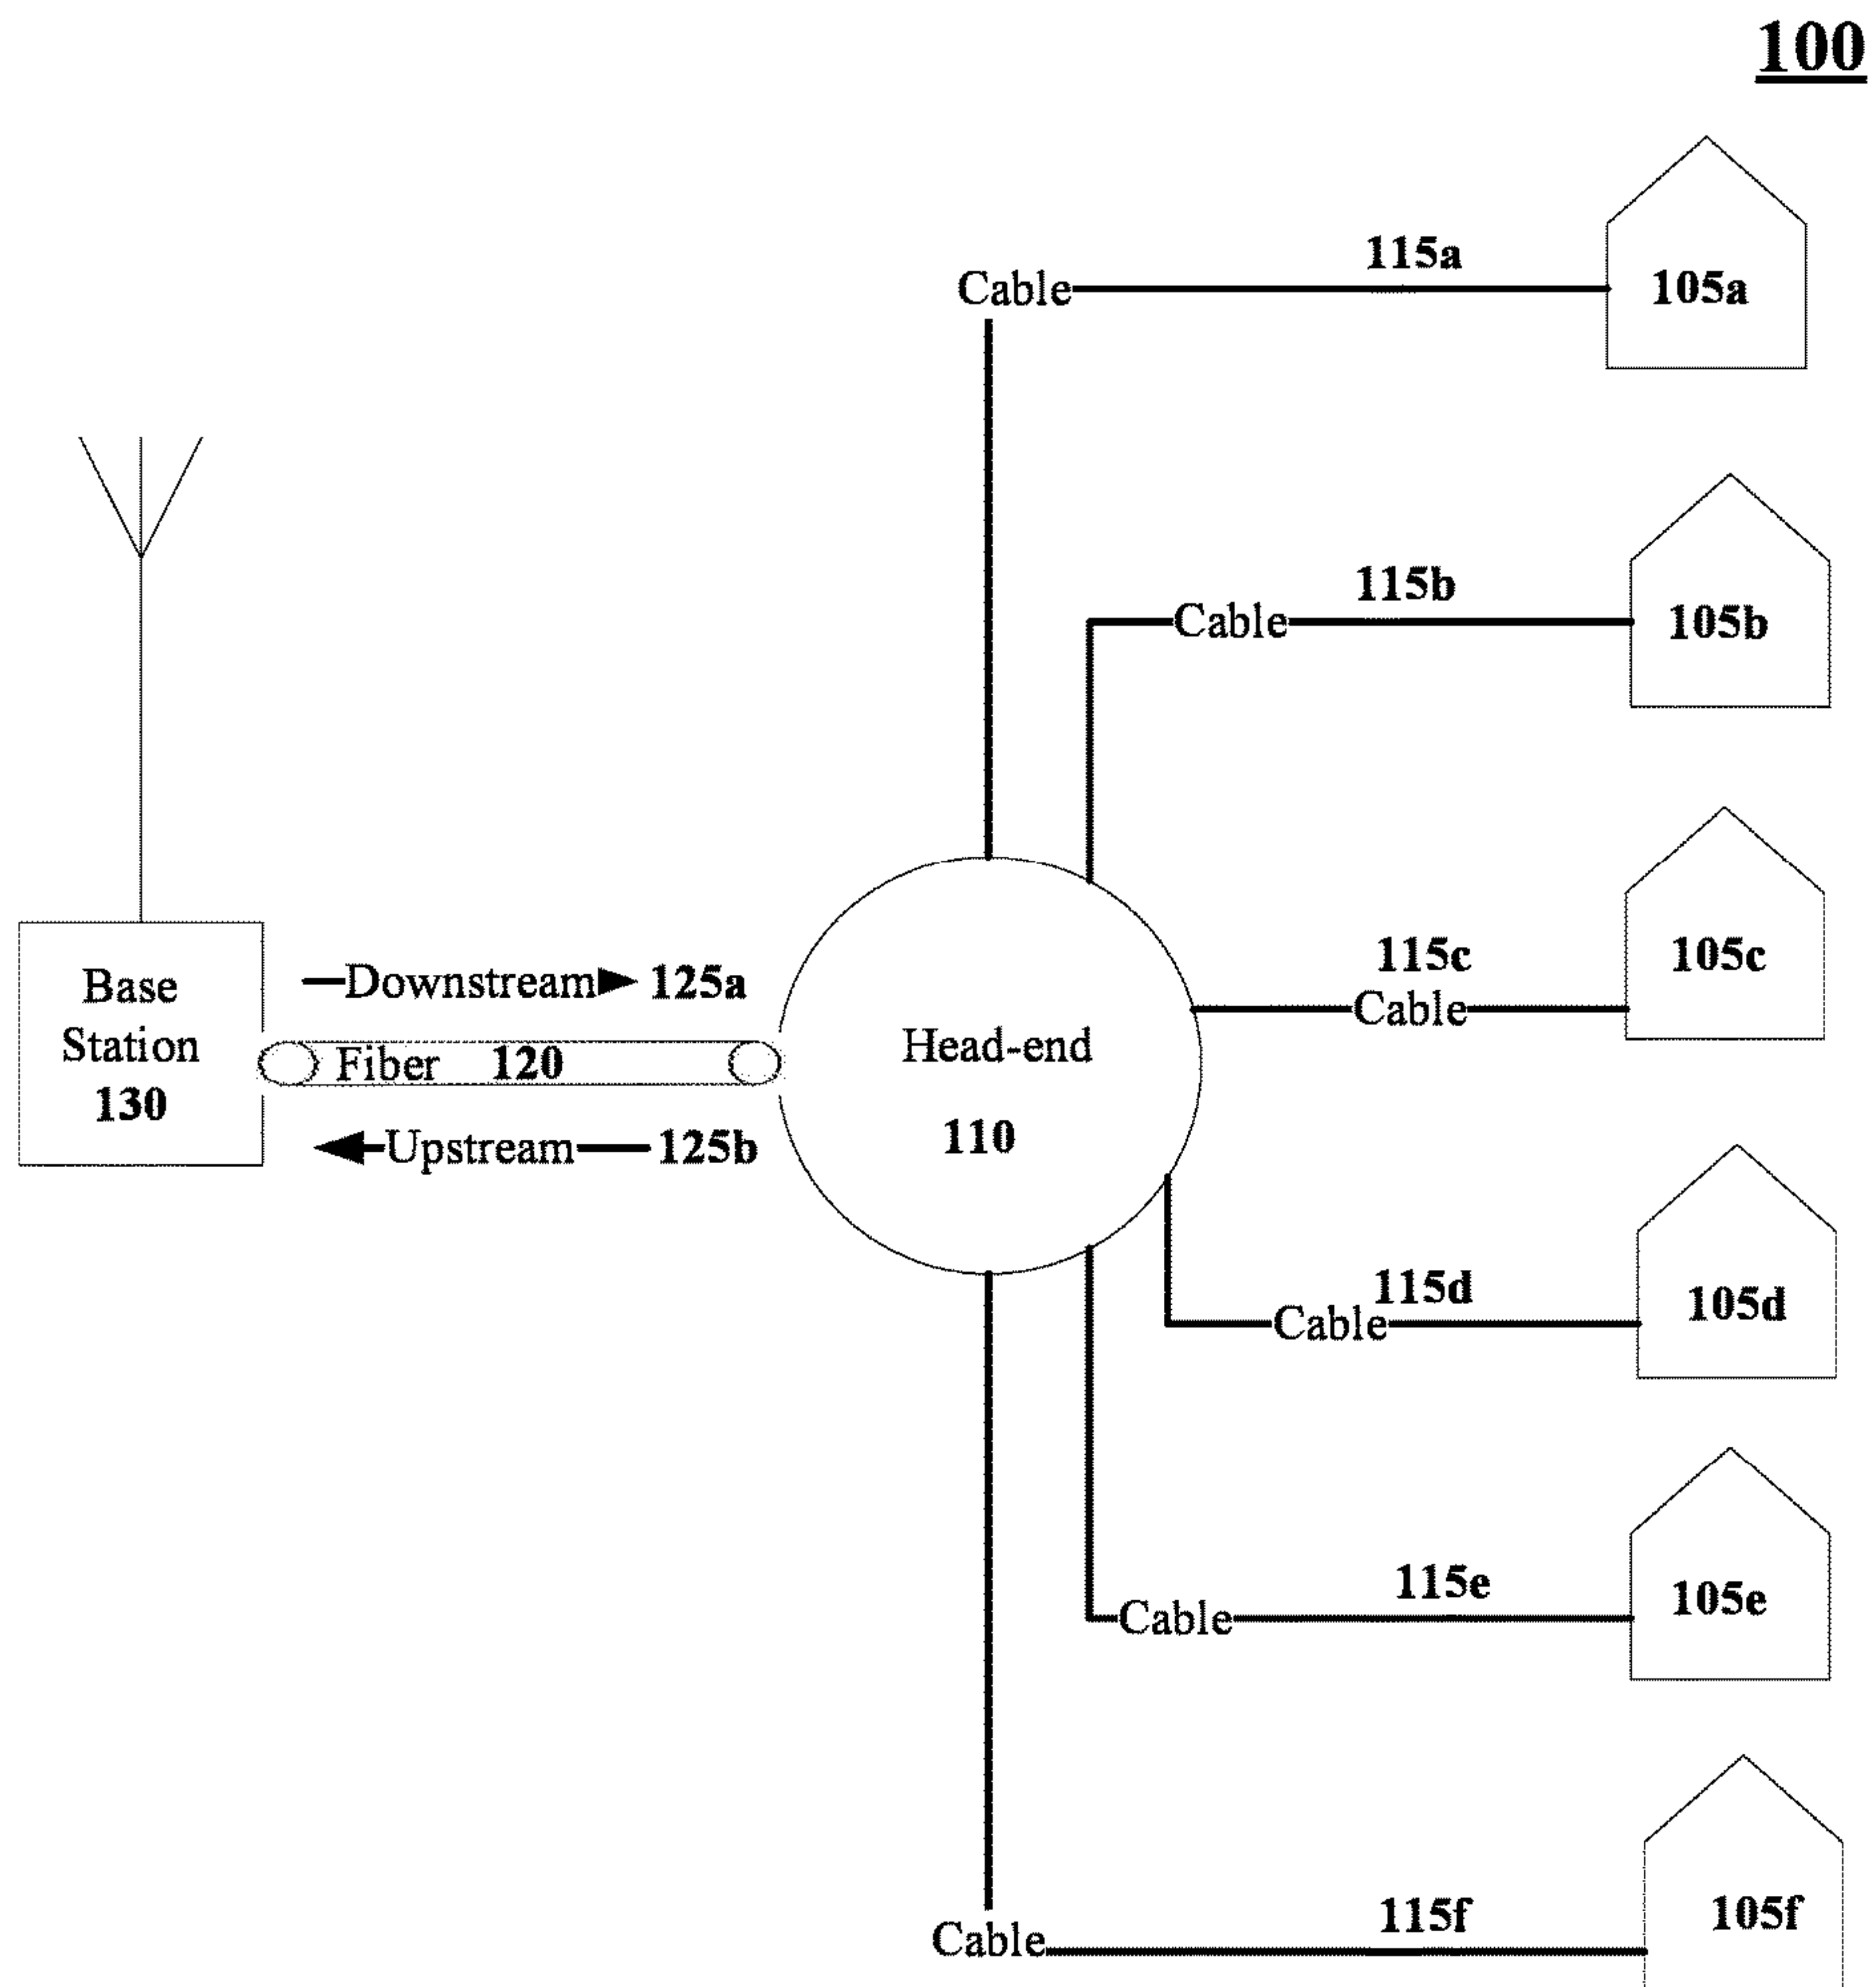 100
115a
Cable
105a
115b
Cable
105b
115c
Cable
105c
Base
Station
130
Downstream 125a
Fiber 120
Upstream 125b
Head-end
110
115d
Cable
105d
115e
Cable
105e
115f
Cable
105f